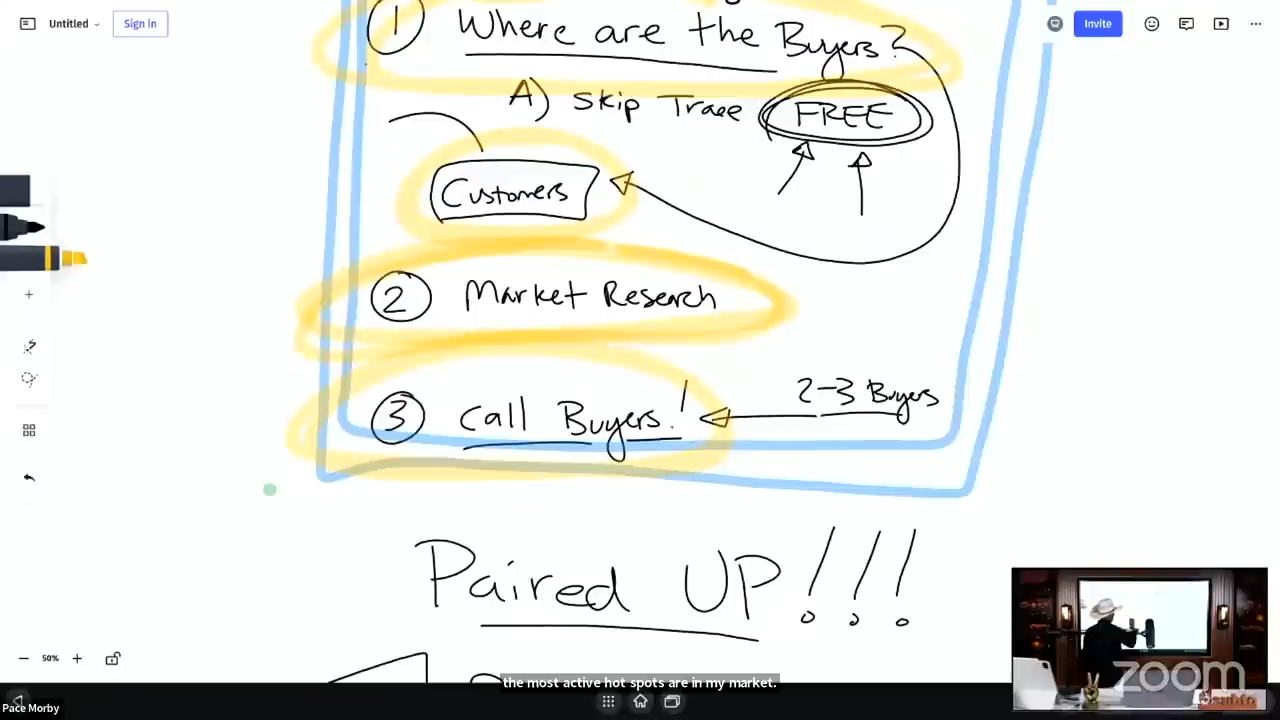 Untitled
Sign in
Invite
1 Where are the Buyers?
A) Skip Trace FREE
Customers
2 Market Research
3 Call Buyers! 2-3 Buyers
Paired UP!!!
50%
the most active hot spots are in my market.
zoom
Pace Morby